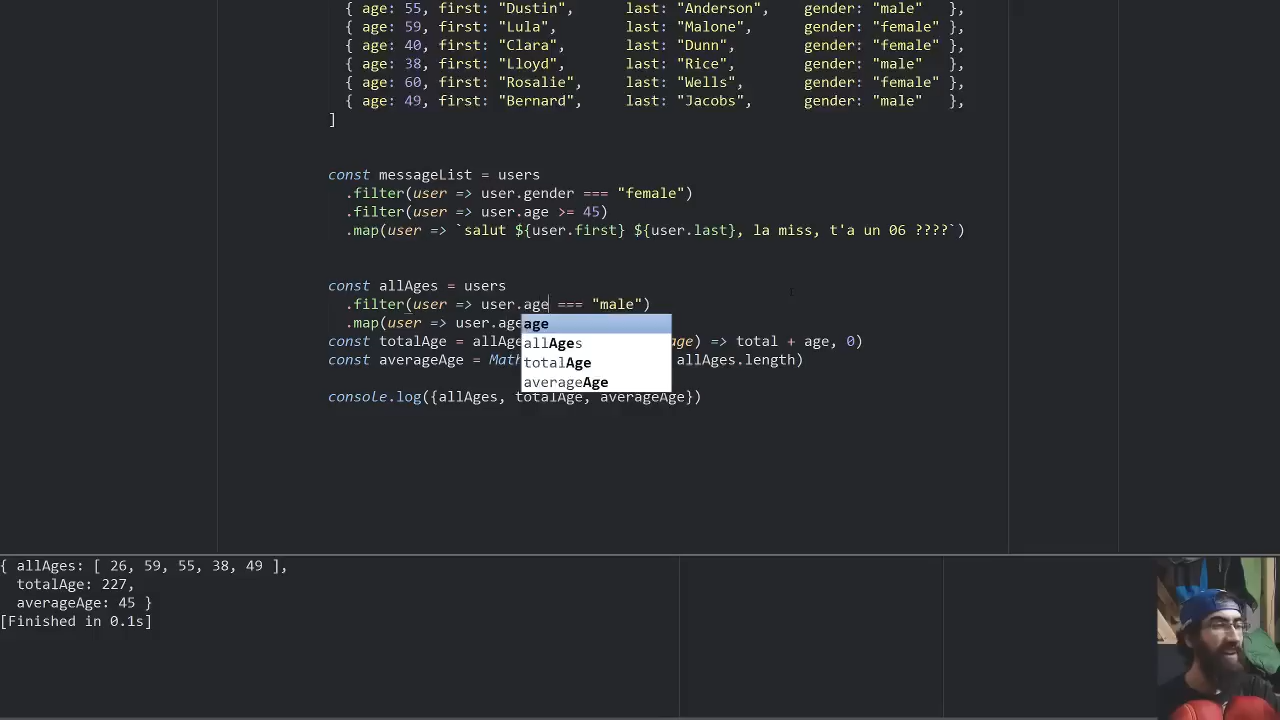 { age: 55, first: "Dustin", last: "Anderson", gender: "male" },
{ age: 59, first: "Lula", last: "Malone", gender: "female" },
{ age: 40, first: "Clara", last: "Dunn", gender: "female" },
{ age: 38, first: "Lloyd", last: "Rice", gender: "male" },
{ age: 60, first: "Rosalie", last: "Wells", gender: "female" },
{ age: 49, first: "Bernard", last: "Jacobs", gender: "male" },
]
const messageList = users
.filter(user => user.gender === "female")
.filter(user => user.age >= 45)
.map(user => `salut ${user.first} ${user.last}, la miss, t'a un 06 ????`)
const allAges = users
.filter(user => user.age === "male")
.map(user => user.age
age
allAges
totalAge
averageAge
const totalAge = allAge age) => total + age, 0)
const averageAge = Math allAges.length)
console.log({allAges, totalAge, averageAge})
{ allAges: [ 26, 59, 55, 38, 49 ],
totalAge: 227,
averageAge: 45 }
[Finished in 0.1s]